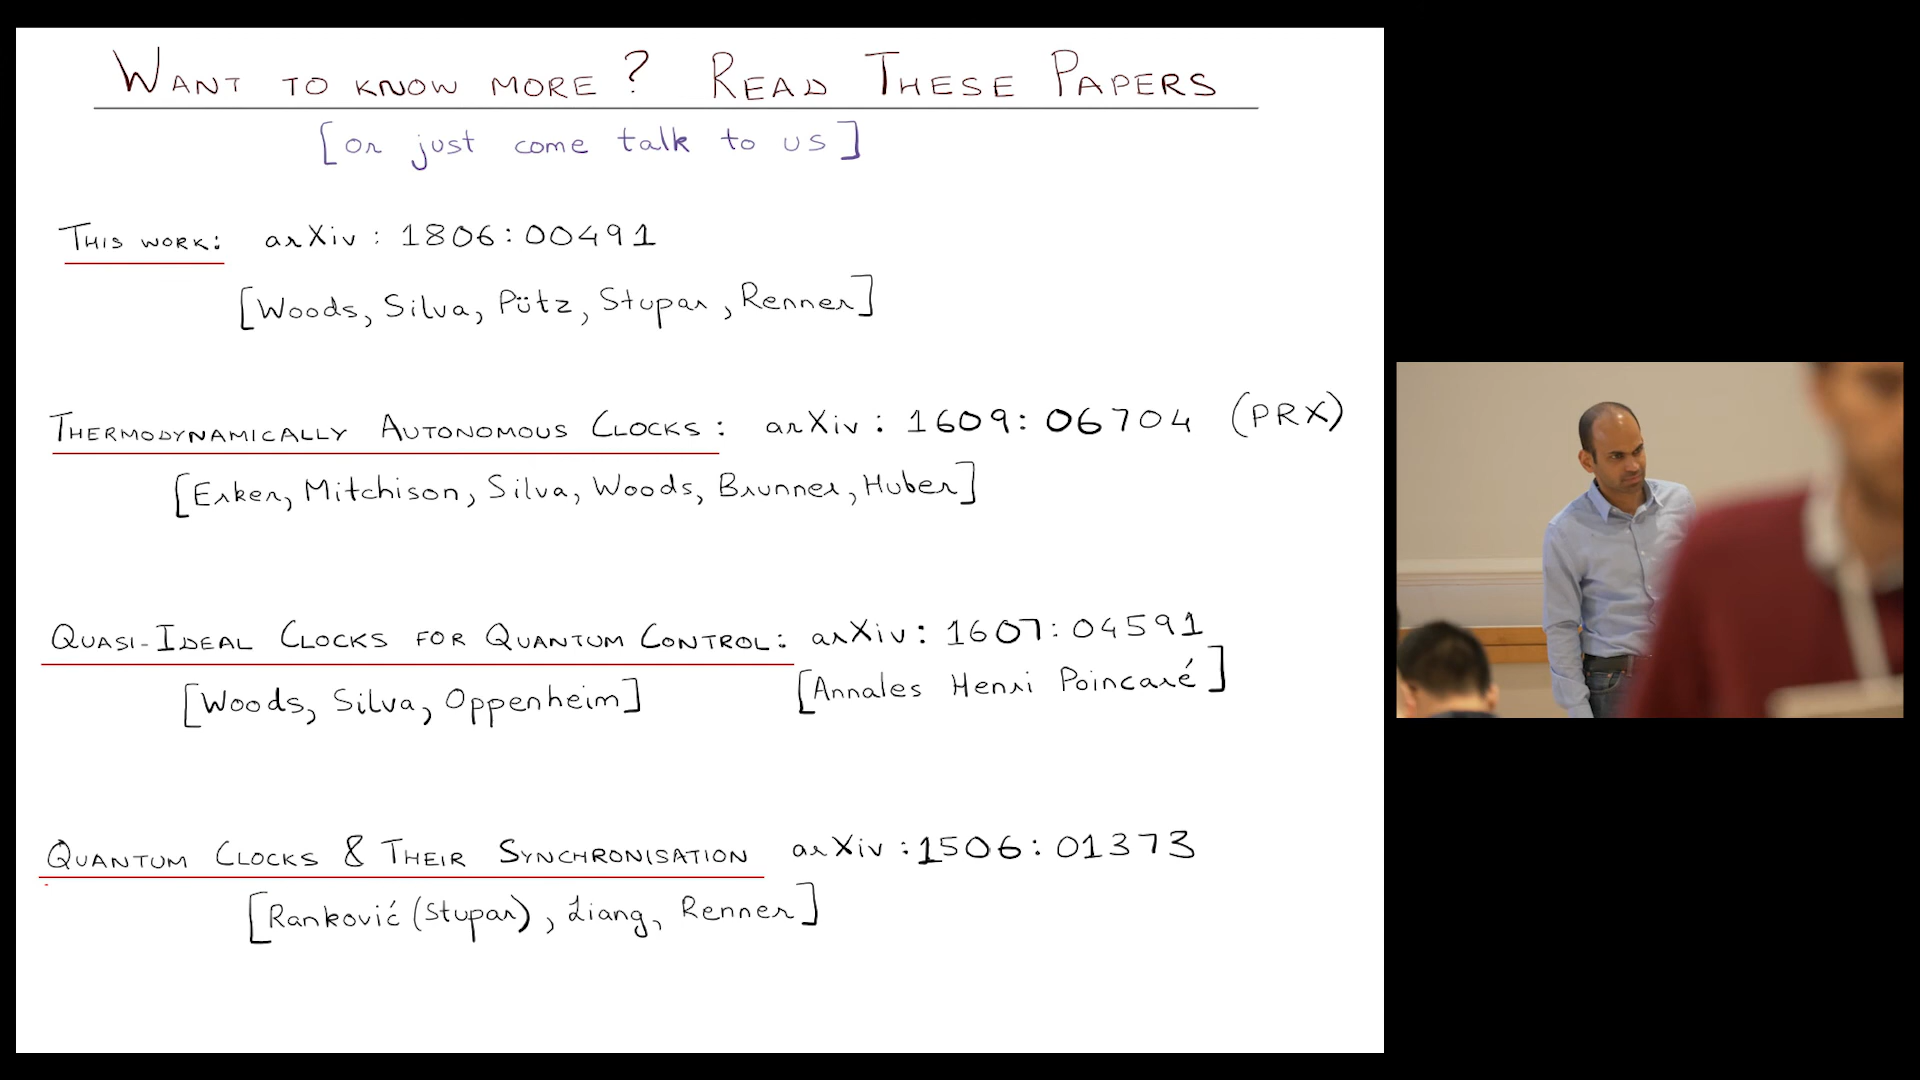 WANT TO KNOW MORE? READ THESE PAPERS
[or just come talk to us]
THIS WORK: arXiv: 1806:00491
[Woods, Silva, Pütz, Stupar, Renner]
THERMODYNAMICALLY AUTONOMOUS CLOCKS: arXiv: 1609:06704 (PRX)
[Erker, Mitchison, Silva, Woods, Brunner, Huber]
QUASI-IDEAL CLOCKS FOR QUANTUM CONTROL: arXiv: 1607:04591
[Woods, Silva, Oppenheim] [Annales Henri Poincaré]
QUANTUM CLOCKS & THEIR SYNCHRONISATION arXiv:1506:01373
[Ranković (Stupar), Liang, Renner]